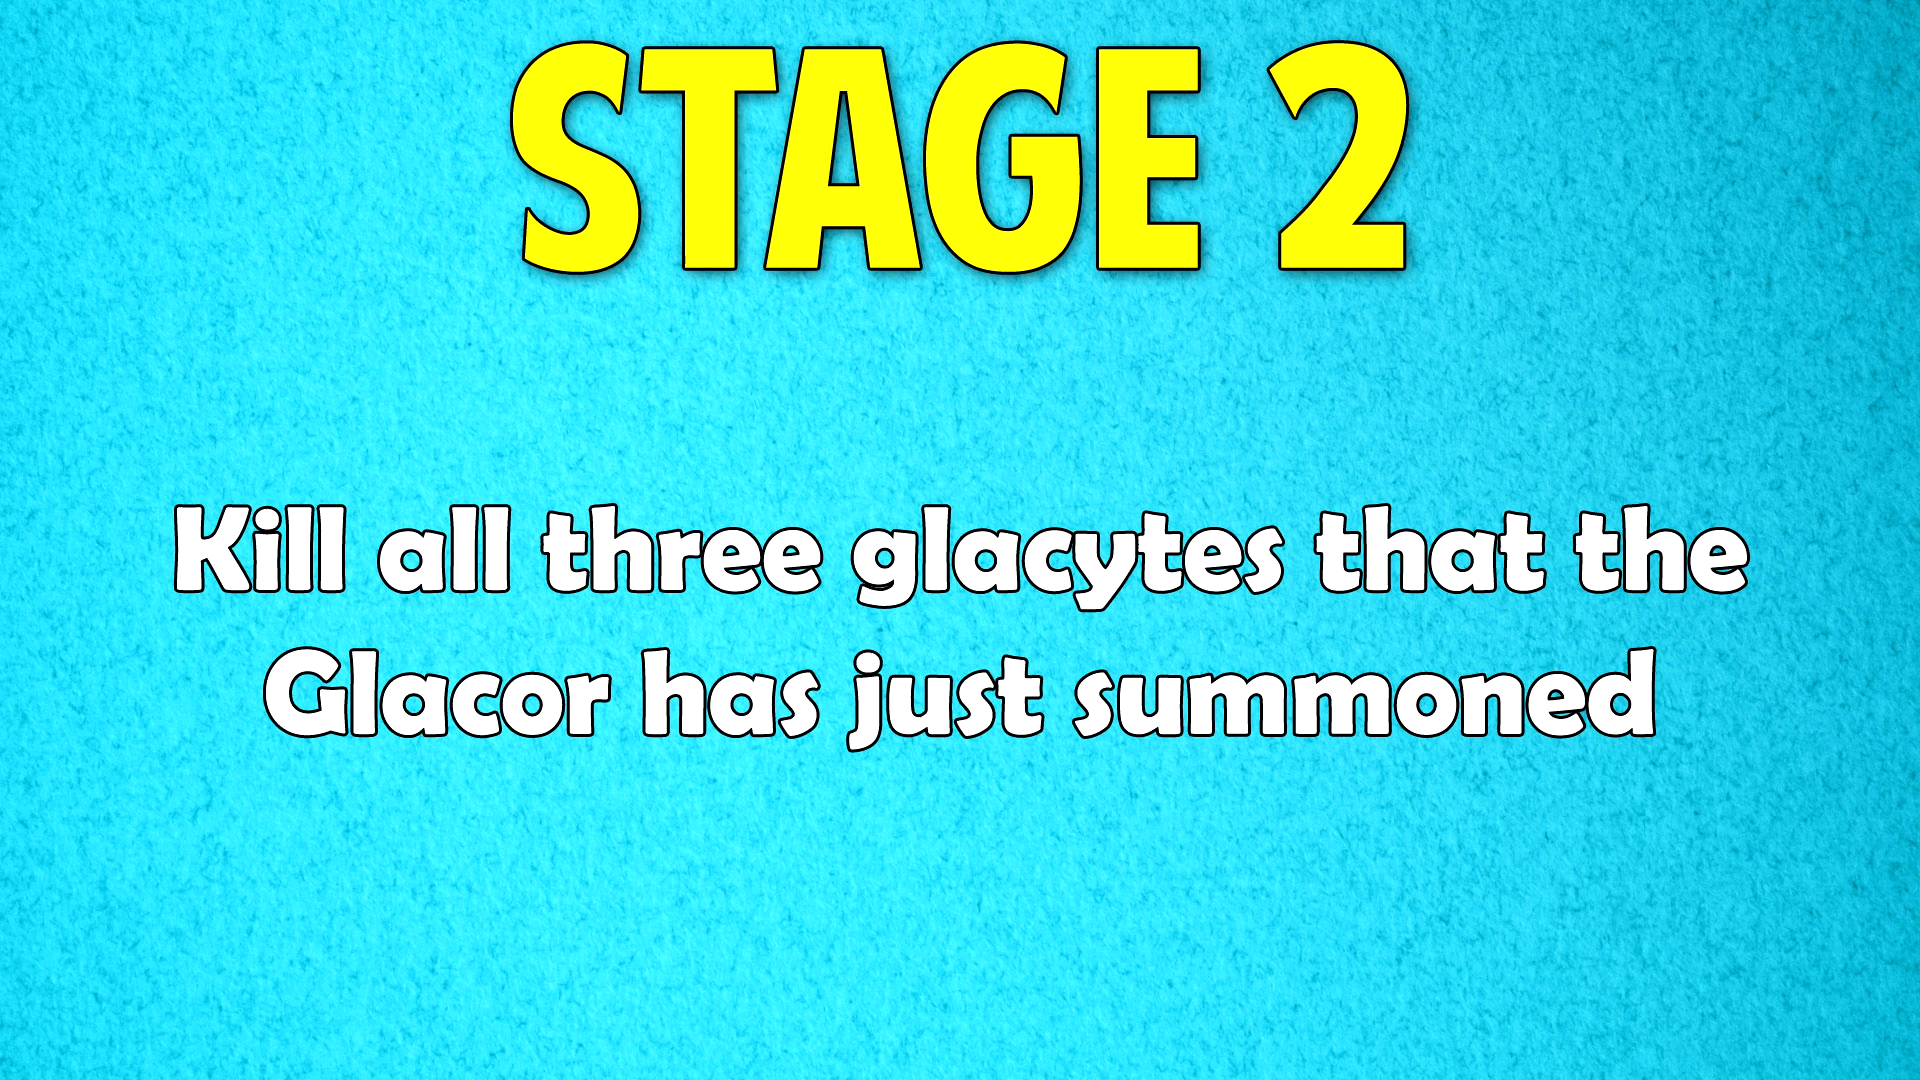 STAGE 2
Kill all three glacytes that the
Glacor has just summoned